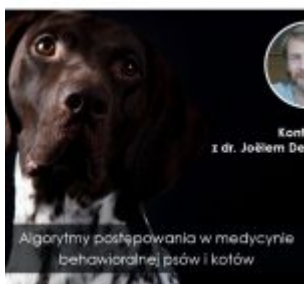 z dr. Joëlem De
Algorytmy postępowania w medycynie
behawioralnej psów i kotów